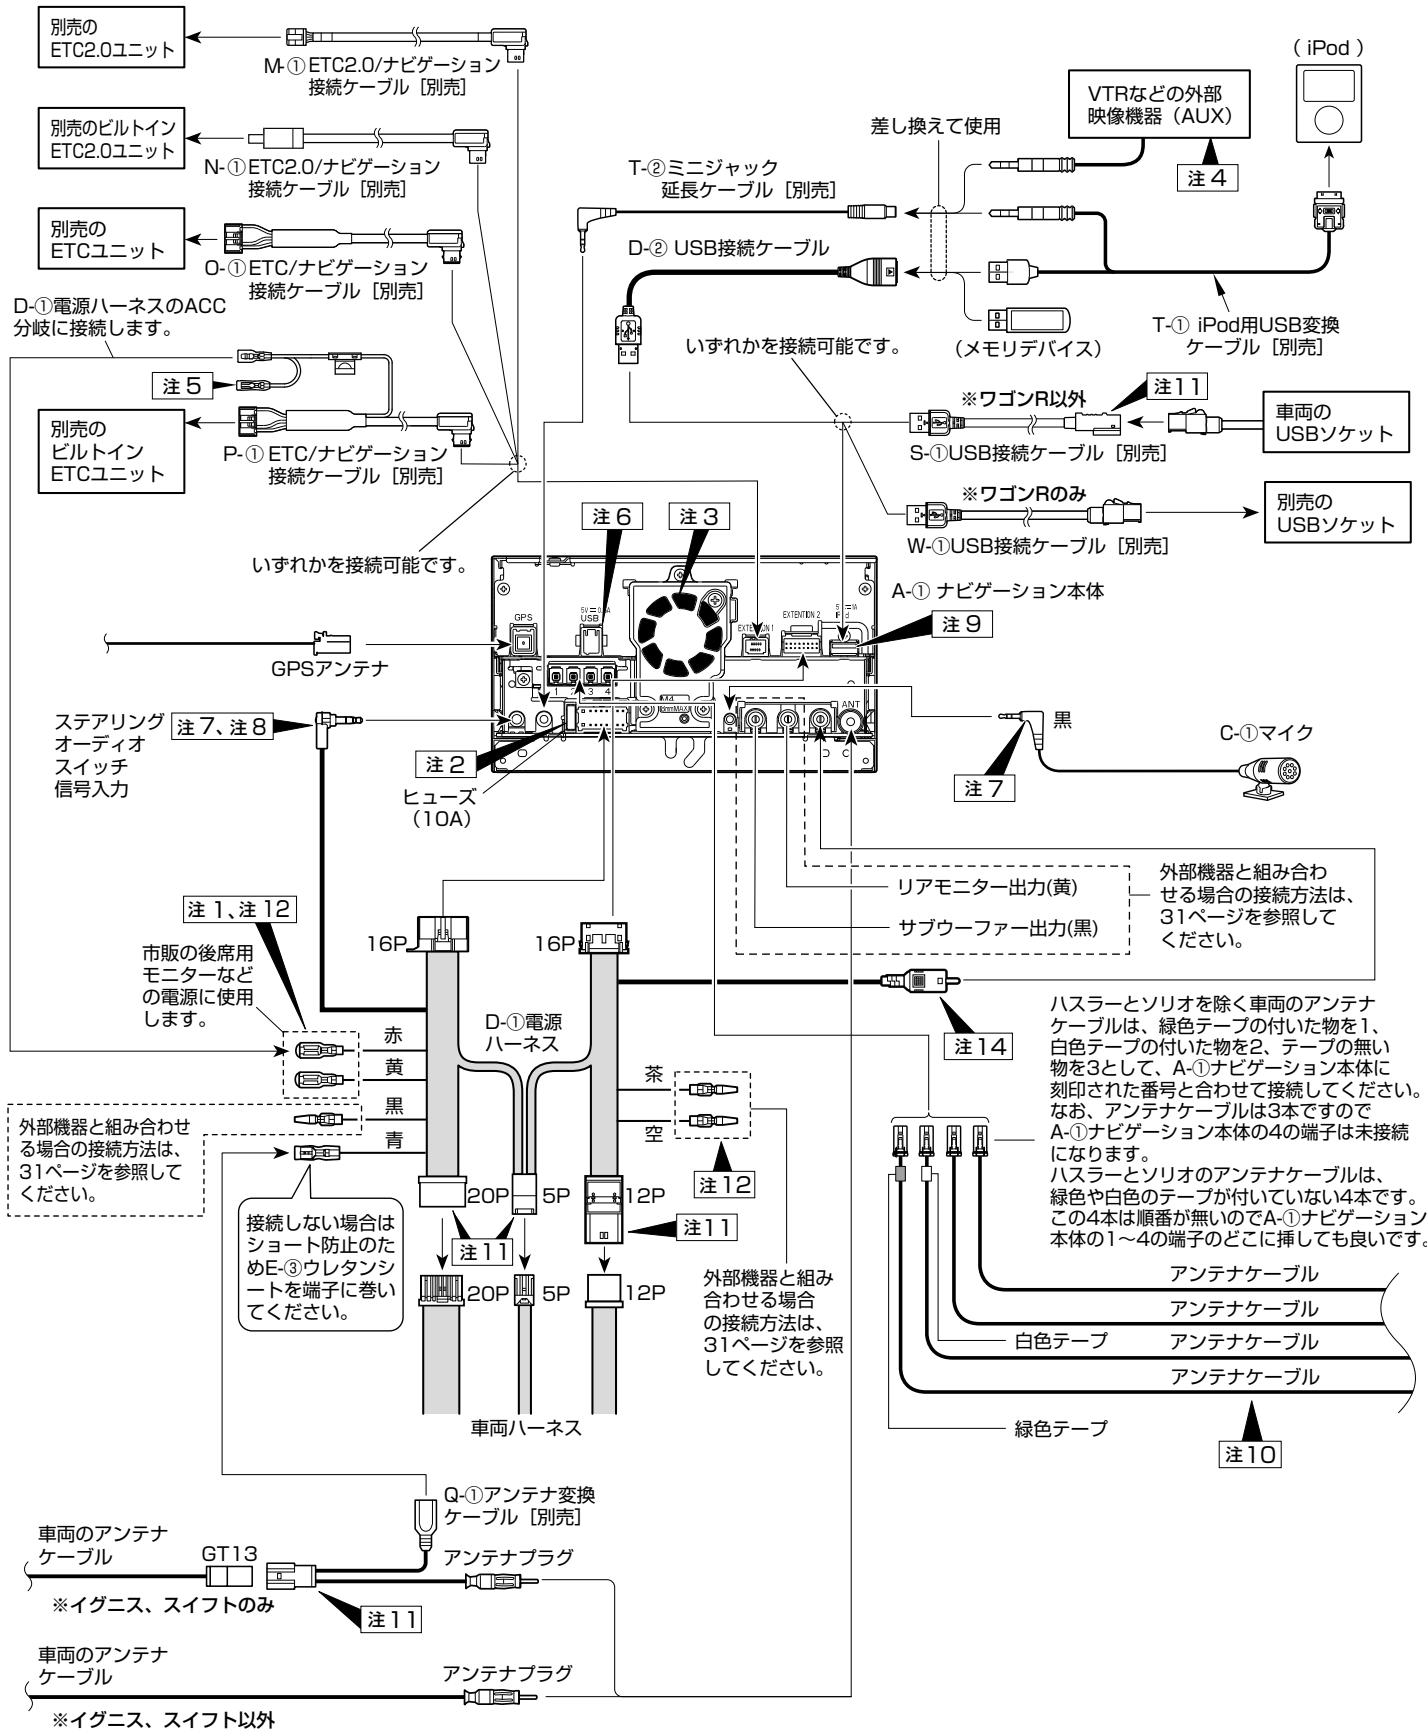 別売の
ETC2.0ユニット
M-①ETC2.0/ナビゲーション
接続ケーブル［別売］
別売のビルトイン
ETC2.0ユニット
N-①ETC2.0/ナビゲーション
接続ケーブル［別売］
別売の
ETCユニット
O-①ETC/ナビゲーション
接続ケーブル［別売］
D-①電源ハーネスのACC
分岐に接続します。
注5
別売の
ビルトイン
ETCユニット
P-①ETC/ナビゲーション
接続ケーブル［別売］
いずれかを接続可能です。
（iPod）
VTRなどの外部
映像機器（AUX）
注4
差し換えて使用
T-②ミニジャック
延長ケーブル［別売］
D-② USB接続ケーブル
T-① iPod用USB変換
ケーブル［別売］
（メモリデバイス）
いずれかを接続可能です。
※ワゴンR以外
注11
車両の
USBソケット
S-①USB接続ケーブル［別売］
※ワゴンRのみ
別売の
USBソケット
W-①USB接続ケーブル［別売］
注6
注3
A-① ナビゲーション本体
注9
GPS
USB
EXTENTION 1
EXTENTION 2
1 2 3 4
ANT
GPSアンテナ
ステアリング
オーディオ
スイッチ
信号入力
注7、注8
注2
ヒューズ
（10A）
黒
注7
C-①マイク
リアモニター出力(黄)
サブウーファー出力(黒)
外部機器と組み合わ
せる場合の接続方法は、
31ページを参照して
ください。
注1、注12
市販の後席用
モニターなど
の電源に使用
します。
16P
16P
D-①電源
ハーネス
赤
黄
黒
青
茶
空
注12
注14
外部機器と組み合わせ
る場合の接続方法は、
31ページを参照して
ください。
接続しない場合は
ショート防止のた
めE-③ウレタンシ
ートを端子に巻い
てください。
20P
5P
12P
注11
注11
20P
5P
12P
車両ハーネス
外部機器と組み
合わせる場合
の接続方法は、
31ページを参照
してください。
ハスラーとソリオを除く車両のアンテナ
ケーブルは、緑色テープの付いた物を1、
白色テープの付いた物を2、テープの無い
物を3として、A-①ナビゲーション本体に
刻印された番号と合わせて接続してください。
なお、アンテナケーブルは3本ですので
A-①ナビゲーション本体の4の端子は未接続
になります。
ハスラーとソリオのアンテナケーブルは、
緑色や白色のテープが付いていない4本です。
この4本は順番が無いのでA-①ナビゲーション
本体の1～4の端子のどこに挿しても良いです。
アンテナケーブル
アンテナケーブル
白色テープ
アンテナケーブル
アンテナケーブル
緑色テープ
注10
Q-①アンテナ変換
ケーブル［別売］
車両のアンテナ
ケーブル
GT13
アンテナプラグ
※イグニス、スイフトのみ
注11
車両のアンテナ
ケーブル
アンテナプラグ
※イグニス、スイフト以外